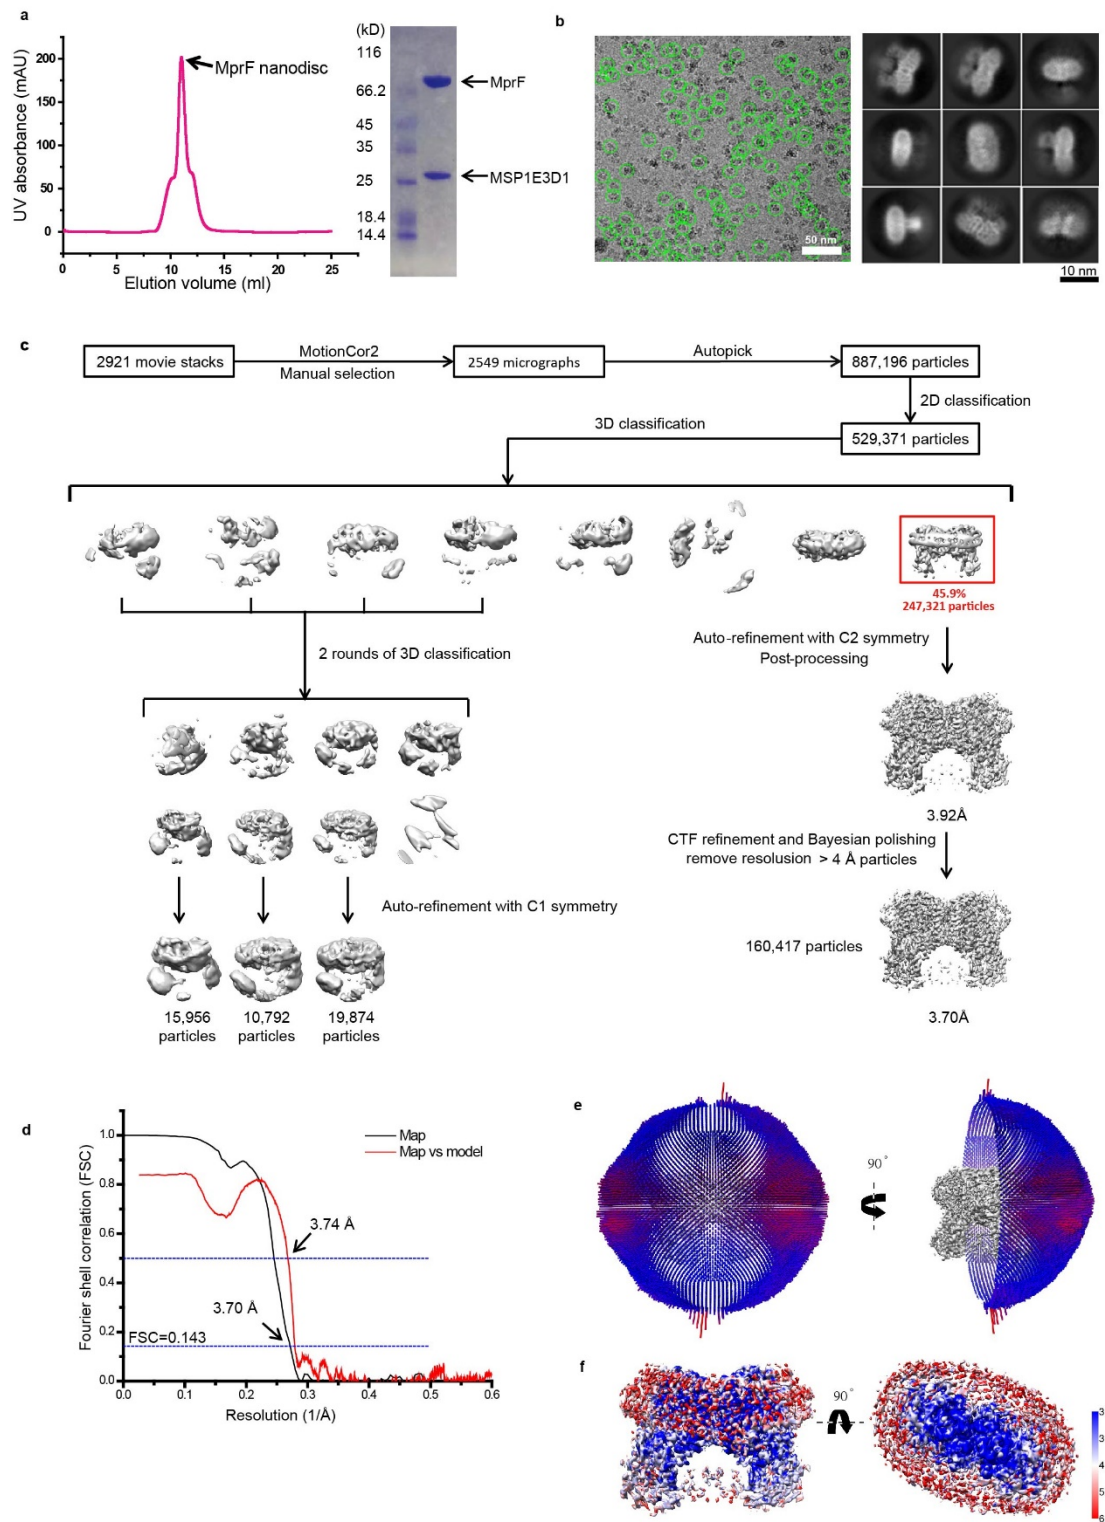 a
(kD)
UV absorbance (mAU)
200
150
100
50
0
0
5
10
15
20
25
Elution volume (ml)
MprF nanodisc
116
66.2
45
35
25
18.4
14.4
MprF
MSP1E3D1
b
50 nm
10 nm
c
2921 movie stacks
MotionCor2
Manual selection
2549 micrographs
Autopick
887,196 particles
2D classification
529,371 particles
3D classification
45.9%
247,321 particles
2 rounds of 3D classification
Auto-refinement with C2 symmetry
Post-processing
3.92Å
CTF refinement and Bayesian polishing
remove resolusion > 4 Å particles
Auto-refinement with C1 symmetry
160,417 particles
3.70Å
15,956
particles
10,792
particles
19,874
particles
d
Fourier shell correlation (FSC)
1.0
0.8
0.6
0.4
0.2
0.0
Map
Map vs model
3.74 Å
3.70 Å
FSC=0.143
0.0
0.1
0.2
0.3
0.4
0.5
0.6
Resolution (1/Å)
e
90°
f
90°
3
3
4
5
6